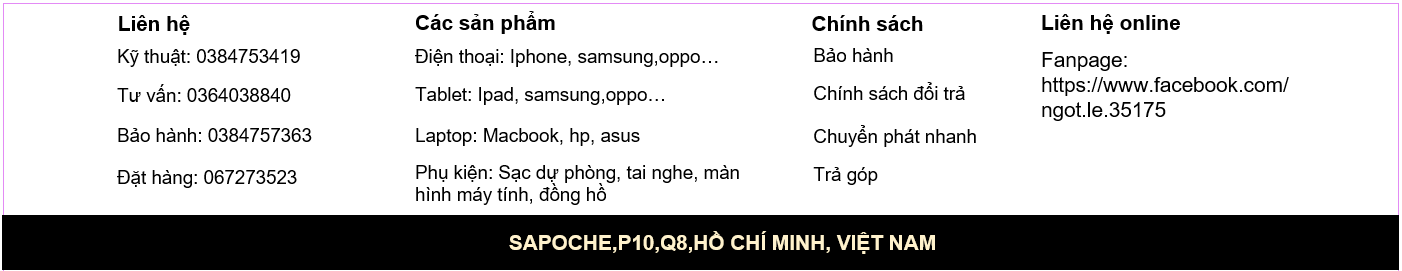 Liên hệ
Kỹ thuật: 0384753419
Tư vấn: 0364038840
Bảo hành: 0384757363
Đặt hàng: 067273523
Các sản phẩm
Điện thoại: Iphone, samsung,oppo…
Tablet: Ipad, samsung,oppo…
Laptop: Macbook, hp, asus
Phụ kiện: Sạc dự phòng, tai nghe, màn
hình máy tính, đồng hồ
Chính sách
Bảo hành
Chính sách đổi trả
Chuyển phát nhanh
Trả góp
Liên hệ online
Fanpage:
https://www.facebook.com/
ngot.le.35175
SAPOCHE,P10,Q8,HỒ CHÍ MINH, VIỆT NAM